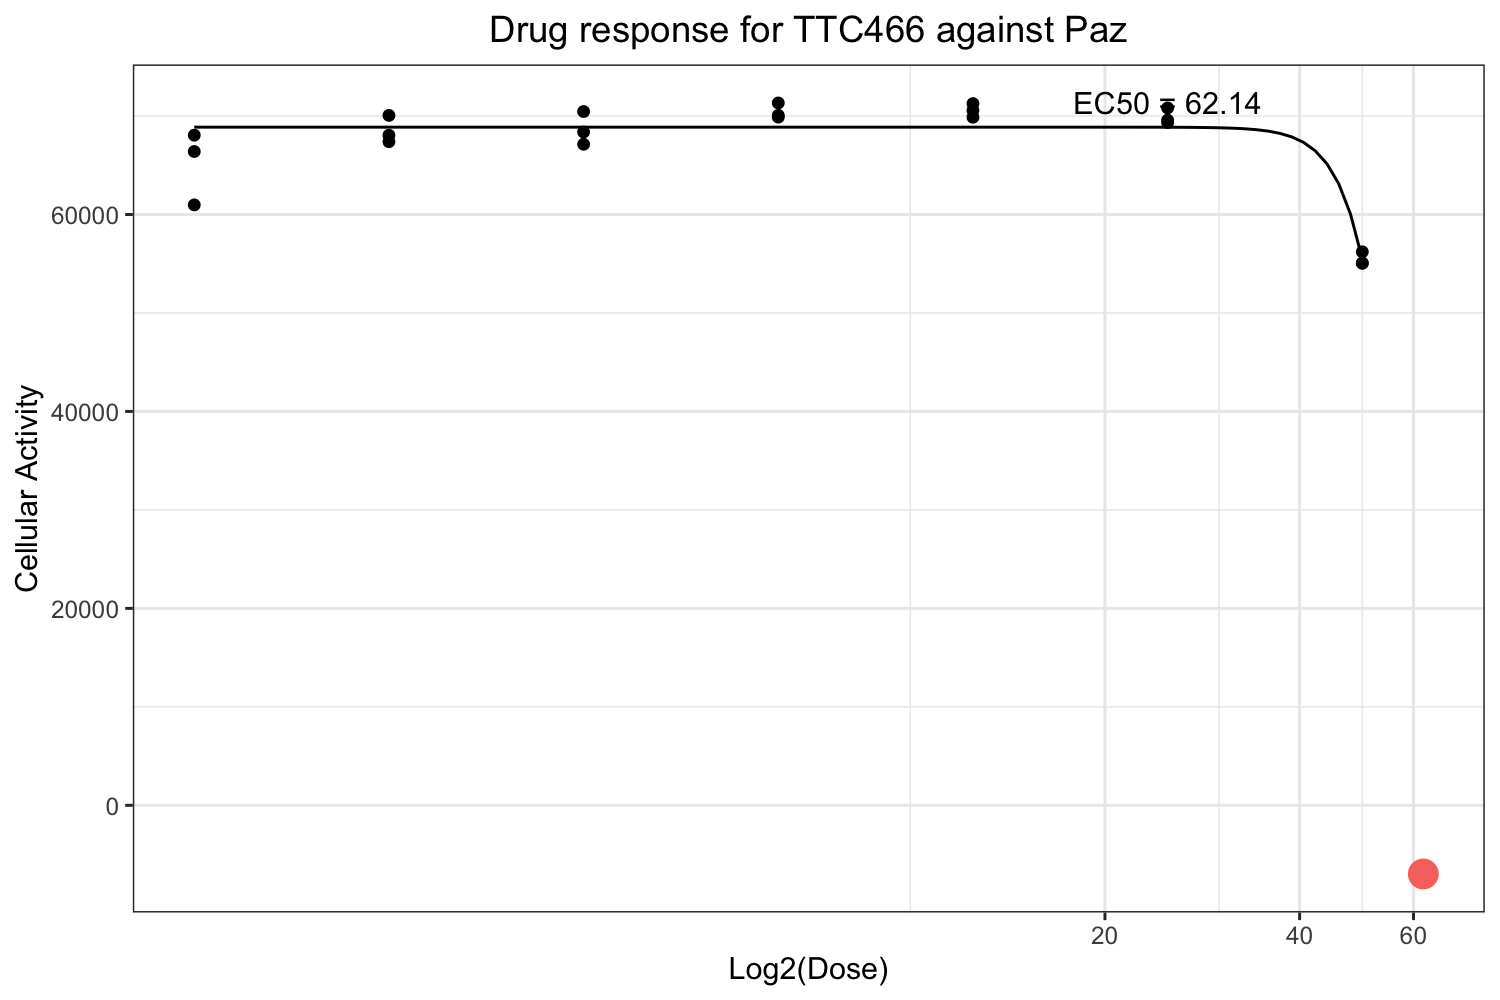 Drug response for TTC466 against Paz
EC50 = 62.14
Cellular Activity
60000
40000
20000
0
20
40
60
Log2(Dose)